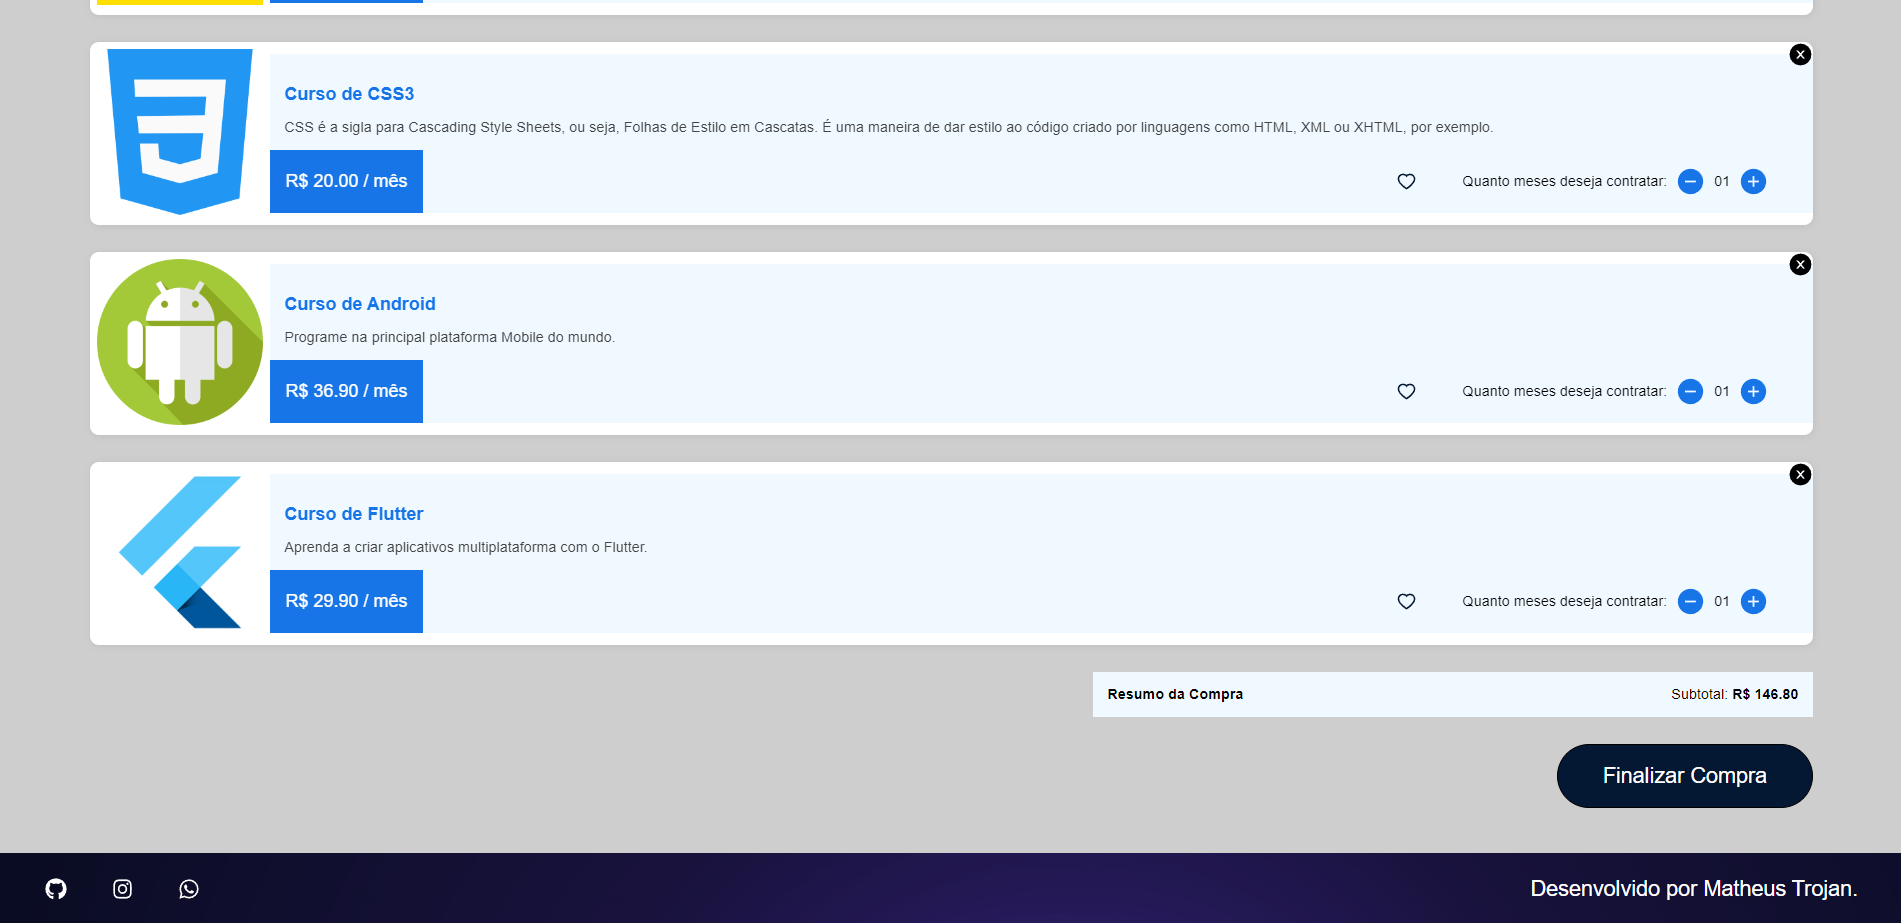 Curso de CSS3
CSS é a sigla para Cascading Style Sheets, ou seja, Folhas de Estilo em Cascatas. É uma maneira de dar estilo ao código criado por linguagens como HTML, XML ou XHTML, por exemplo.
R$ 20.00 / mês
Quanto meses deseja contratar: 01
Curso de Android
Programe na principal plataforma Mobile do mundo.
R$ 36.90 / mês
Quanto meses deseja contratar: 01
Curso de Flutter
Aprenda a criar aplicativos multiplataforma com o Flutter.
R$ 29.90 / mês
Quanto meses deseja contratar: 01
Resumo da Compra
Subtotal: R$ 146.80
Finalizar Compra
Desenvolvido por Matheus Trojan.